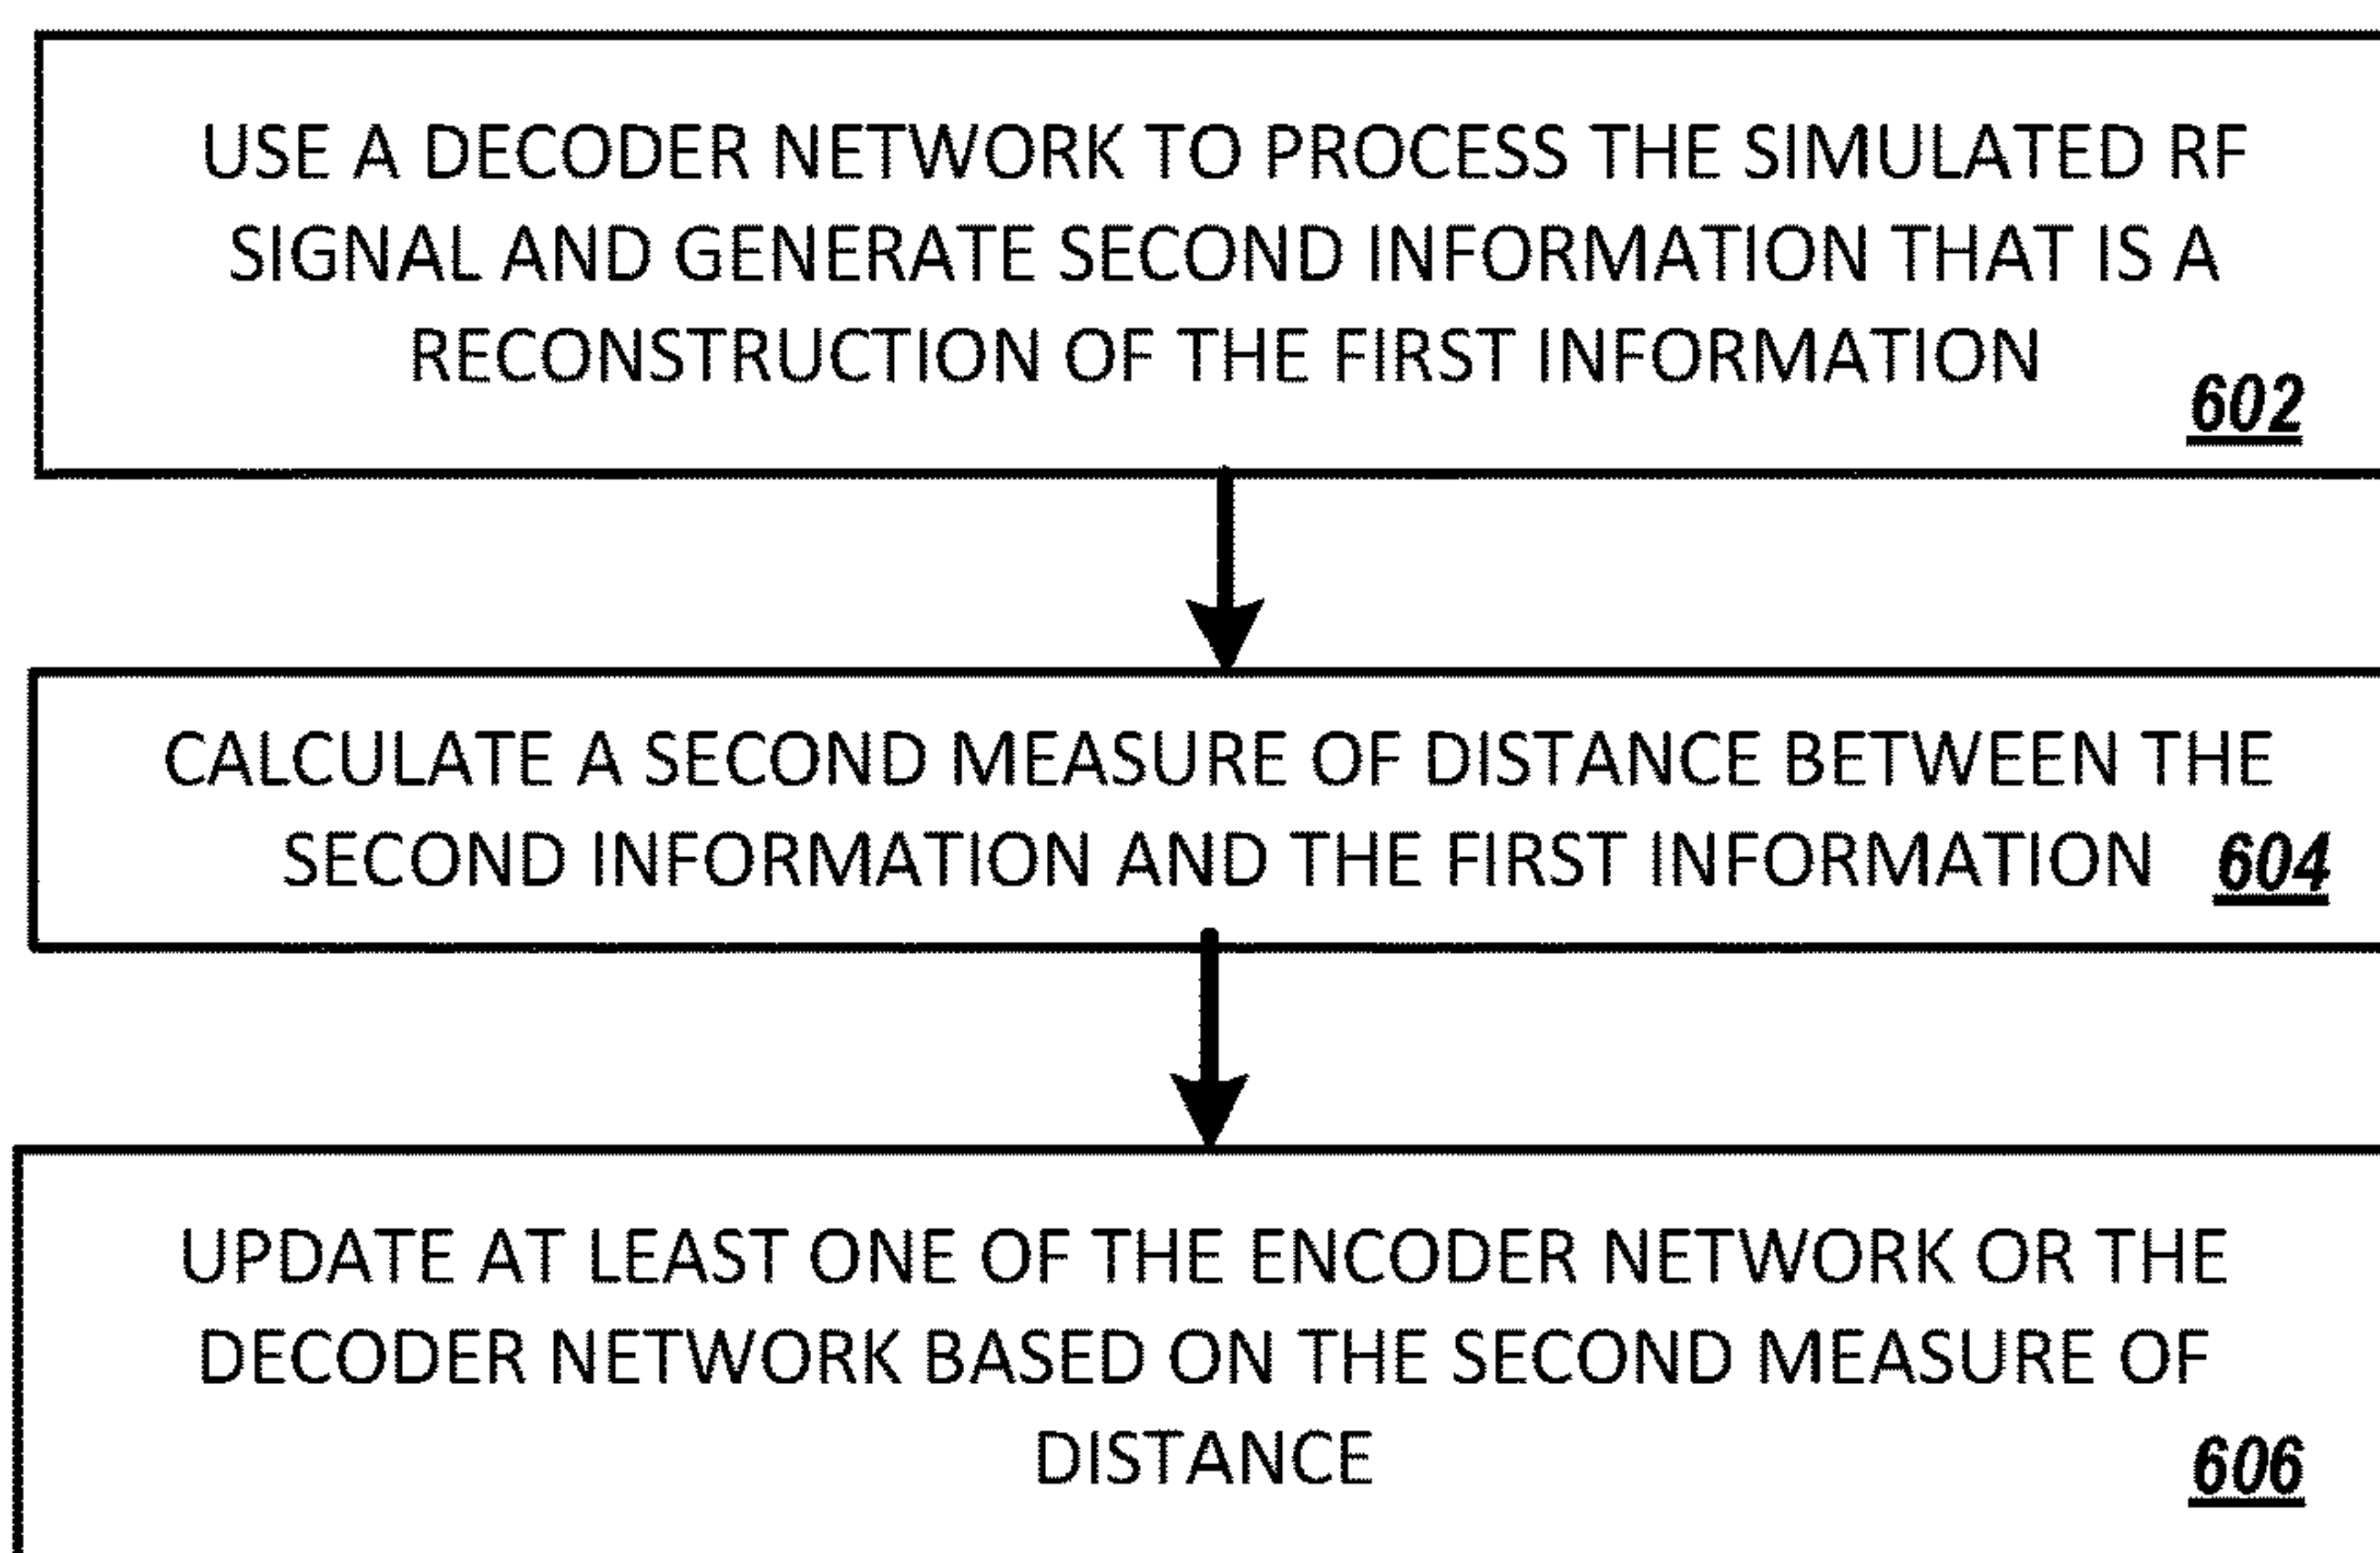 USE A DECODER NETWORK TO PROCESS THE SIMULATED RF
SIGNAL AND GENERATE SECOND INFORMATION THAT IS A
RECONSTRUCTION OF THE FIRST INFORMATION
602
CALCULATE A SECOND MEASURE OF DISTANCE BETWEEN THE
SECOND INFORMATION AND THE FIRST INFORMATION 604
UPDATE AT LEAST ONE OF THE ENCODER NETWORK OR THE
DECODER NETWORK BASED ON THE SECOND MEASURE OF
DISTANCE 606